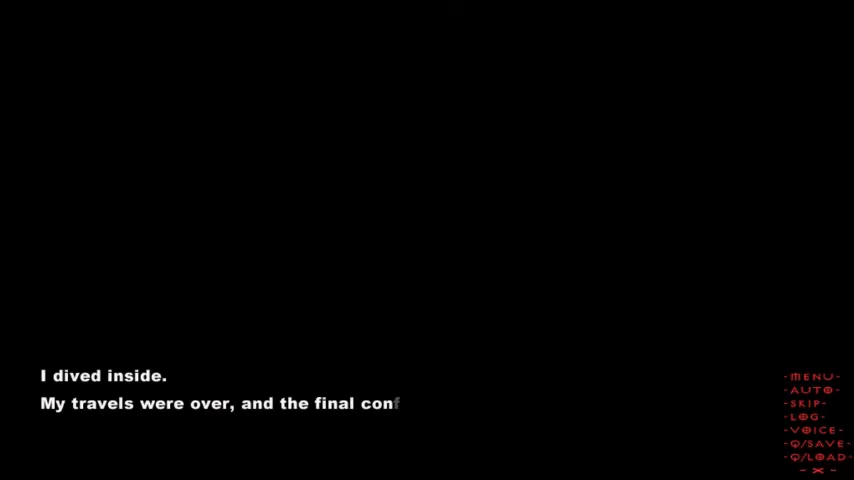 I dived inside.
My travels were over, and the final conf
-MENU-
-AUTO-
-SKIP-
-LOG-
-VOICE-
-Q/SAVE-
-Q/LOAD-
-×-